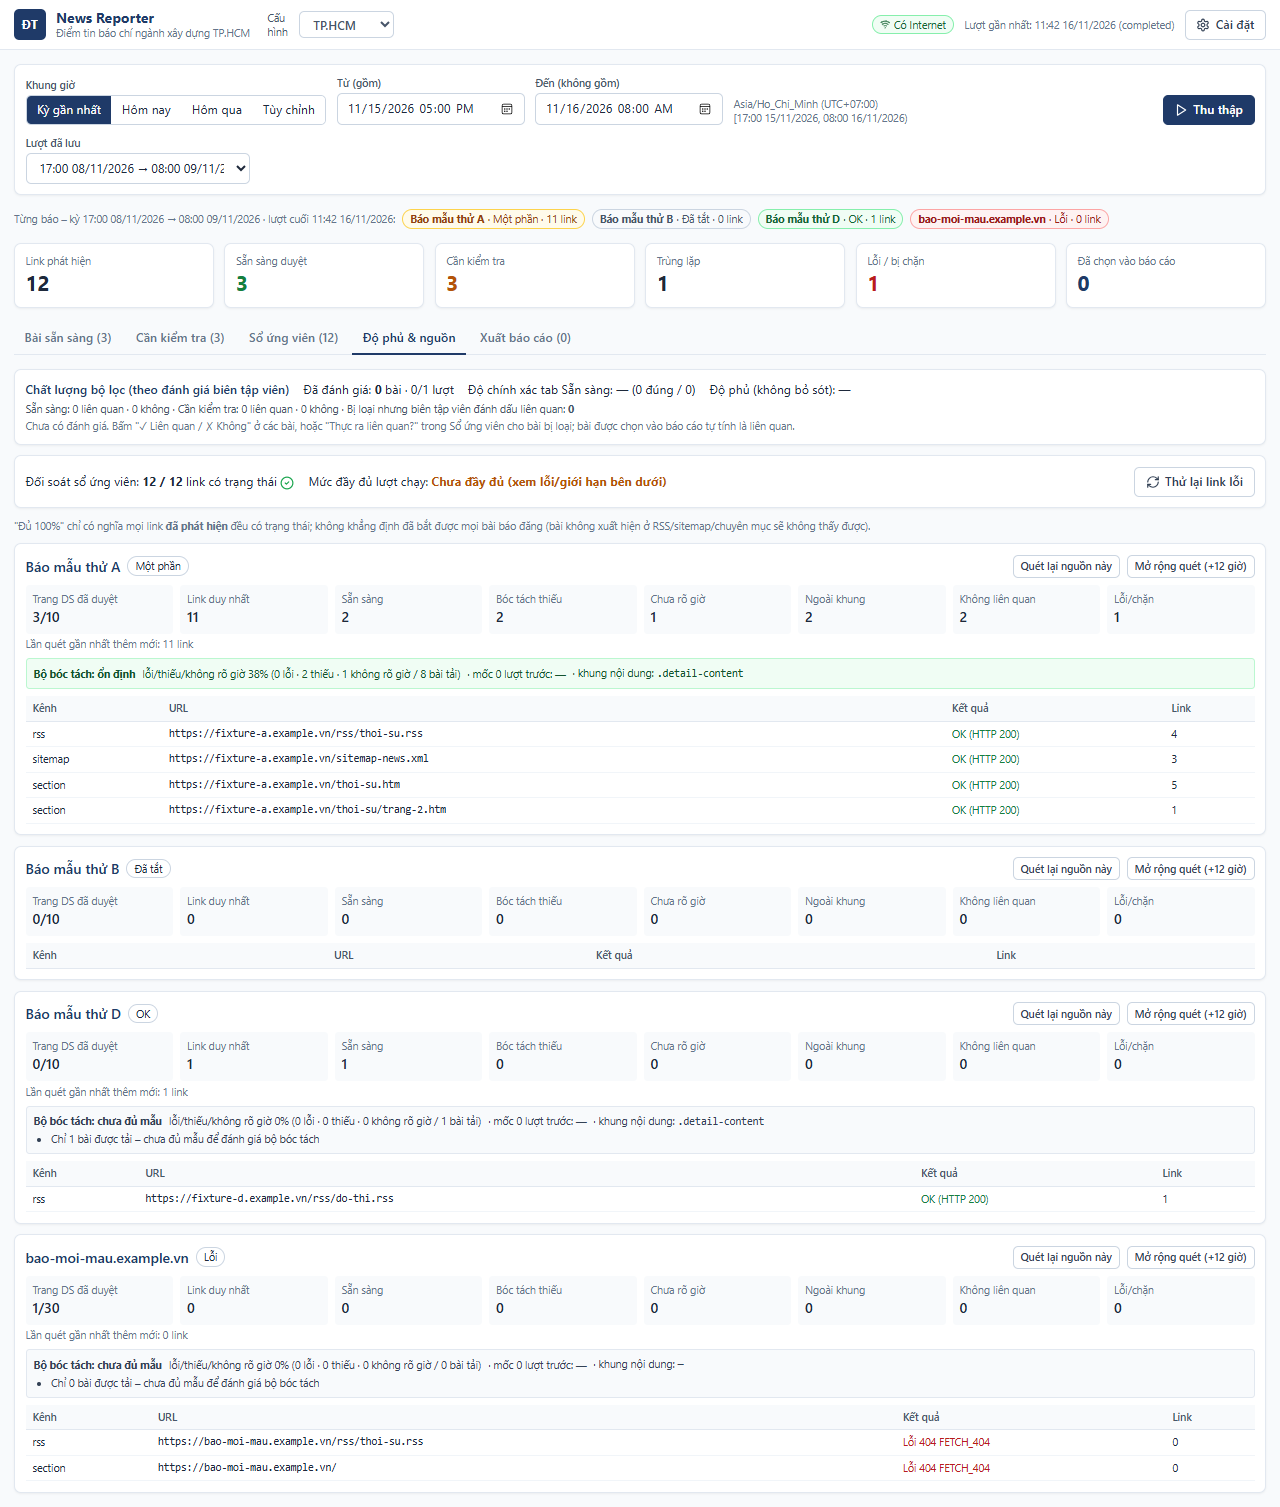 ĐT
News Reporter
Điểm tin báo chí ngành xây dựng TP.HCM
Cấu hình
TP.HCM
Có Internet
Lượt gần nhất: 11:42 16/11/2026 (completed)
Cài đặt
Khung giờ
Kỳ gần nhất
Hôm nay
Hôm qua
Tùy chỉnh
Từ (gồm)
11/15/2026 05:00 PM
Đến (không gồm)
11/16/2026 08:00 AM
Asia/Ho_Chi_Minh (UTC+07:00)
[17:00 15/11/2026, 08:00 16/11/2026)
Thu thập
Lượt đã lưu
17:00 08/11/2026 → 08:00 09/11/2
Từng báo – kỳ 17:00 08/11/2026 → 08:00 09/11/2026 · lượt cuối 11:42 16/11/2026:
Báo mẫu thử A · Một phần · 11 link
Báo mẫu thử B · Đã tắt · 0 link
Báo mẫu thử D · OK · 1 link
bao-moi-mau.example.vn · Lỗi · 0 link
Link phát hiện
12
Sẵn sàng duyệt
3
Cần kiểm tra
3
Trùng lặp
1
Lỗi / bị chặn
1
Đã chọn vào báo cáo
0
Bài sẵn sàng (3)
Cần kiểm tra (3)
Sổ ứng viên (12)
Độ phủ & nguồn
Xuất báo cáo (0)
Chất lượng bộ lọc (theo đánh giá biên tập viên) Đã đánh giá: 0 bài · 0/1 lượt Độ chính xác tab Sẵn sàng: — (0 đúng / 0) Độ phủ (không bỏ sót): —
Sẵn sàng: 0 liên quan · 0 không · Cần kiểm tra: 0 liên quan · 0 không · Bị loại nhưng biên tập viên đánh dấu liên quan: 0
Chưa có đánh giá. Bấm "✓ Liên quan / ✗ Không" ở các bài, hoặc "Thực ra liên quan?" trong Sổ ứng viên cho bài bị loại; bài được chọn vào báo cáo tự tính là liên quan.
Đối soát sổ ứng viên: 12 / 12 link có trạng thái Mức đầy đủ lượt chạy: Chưa đầy đủ (xem lỗi/giới hạn bên dưới)
Thử lại link lỗi
"Đủ 100%" chỉ có nghĩa mọi link đã phát hiện đều có trạng thái; không khẳng định đã bắt được mọi bài báo đăng (bài không xuất hiện ở RSS/sitemap/chuyên mục sẽ không thấy được).
Báo mẫu thử A Một phần
Quét lại nguồn này
Mở rộng quét (+12 giờ)
Trang DS đã duyệt Link duy nhất Sẵn sàng Bóc tách thiếu Chưa rõ giờ Ngoài khung Không liên quan Lỗi/chặn
3/10 11 2 2 1 2 2 1
Lần quét gần nhất thêm mới: 11 link
Bộ bóc tách: ổn định lỗi/thiếu/không rõ giờ 38% (0 lỗi · 2 thiếu · 1 không rõ giờ / 8 bài tải) · mốc 0 lượt trước: — · khung nội dung: .detail-content
Kênh URL Kết quả Link
rss https://fixture-a.example.vn/rss/thoi-su.rss OK (HTTP 200) 4
sitemap https://fixture-a.example.vn/sitemap-news.xml OK (HTTP 200) 3
section https://fixture-a.example.vn/thoi-su.htm OK (HTTP 200) 5
section https://fixture-a.example.vn/thoi-su/trang-2.htm OK (HTTP 200) 1
Báo mẫu thử B Đã tắt
Quét lại nguồn này
Mở rộng quét (+12 giờ)
Trang DS đã duyệt Link duy nhất Sẵn sàng Bóc tách thiếu Chưa rõ giờ Ngoài khung Không liên quan Lỗi/chặn
0/10 0 0 0 0 0 0 0
Kênh URL Kết quả Link
Báo mẫu thử D OK
Quét lại nguồn này
Mở rộng quét (+12 giờ)
Trang DS đã duyệt Link duy nhất Sẵn sàng Bóc tách thiếu Chưa rõ giờ Ngoài khung Không liên quan Lỗi/chặn
0/10 1 1 0 0 0 0 0
Lần quét gần nhất thêm mới: 1 link
Bộ bóc tách: chưa đủ mẫu lỗi/thiếu/không rõ giờ 0% (0 lỗi · 0 thiếu · 0 không rõ giờ / 1 bài tải) · mốc 0 lượt trước: — · khung nội dung: .detail-content
• Chỉ 1 bài được tải – chưa đủ mẫu để đánh giá bộ bóc tách
Kênh URL Kết quả Link
rss https://fixture-d.example.vn/rss/do-thi.rss OK (HTTP 200) 1
bao-moi-mau.example.vn Lỗi
Quét lại nguồn này
Mở rộng quét (+12 giờ)
Trang DS đã duyệt Link duy nhất Sẵn sàng Bóc tách thiếu Chưa rõ giờ Ngoài khung Không liên quan Lỗi/chặn
1/30 0 0 0 0 0 0 0
Lần quét gần nhất thêm mới: 0 link
Bộ bóc tách: chưa đủ mẫu lỗi/thiếu/không rõ giờ 0% (0 lỗi · 0 thiếu · 0 không rõ giờ / 0 bài tải) · mốc 0 lượt trước: — · khung nội dung: —
• Chỉ 0 bài được tải – chưa đủ mẫu để đánh giá bộ bóc tách
Kênh URL Kết quả Link
rss https://bao-moi-mau.example.vn/rss/thoi-su.rss Lỗi 404 FETCH_404 0
section https://bao-moi-mau.example.vn/ Lỗi 404 FETCH_404 0